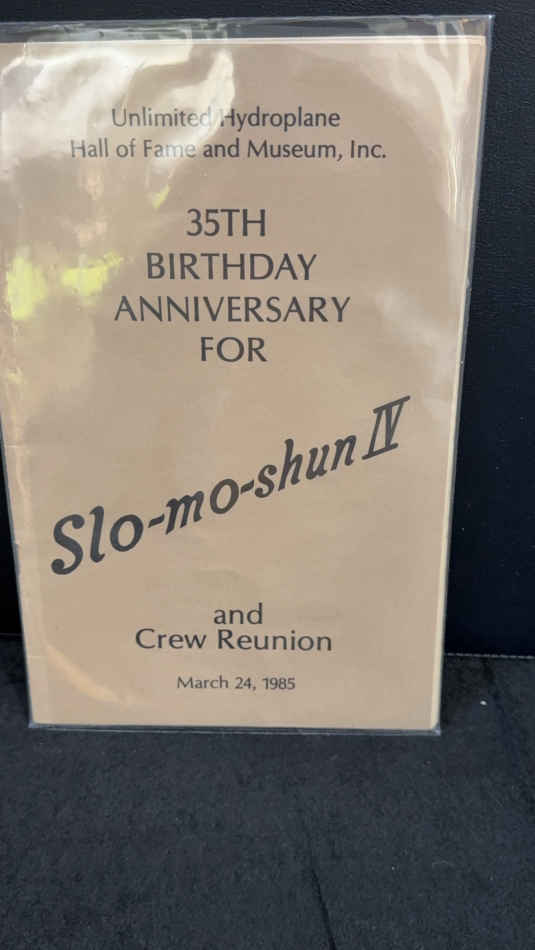 Unlimited Hydroplane
Hall of Fame and Museum, Inc.
35TH
BIRTHDAY
ANNIVERSARY
FOR
Slo-mo-shun IV
and
Crew Reunion
March 24, 1985